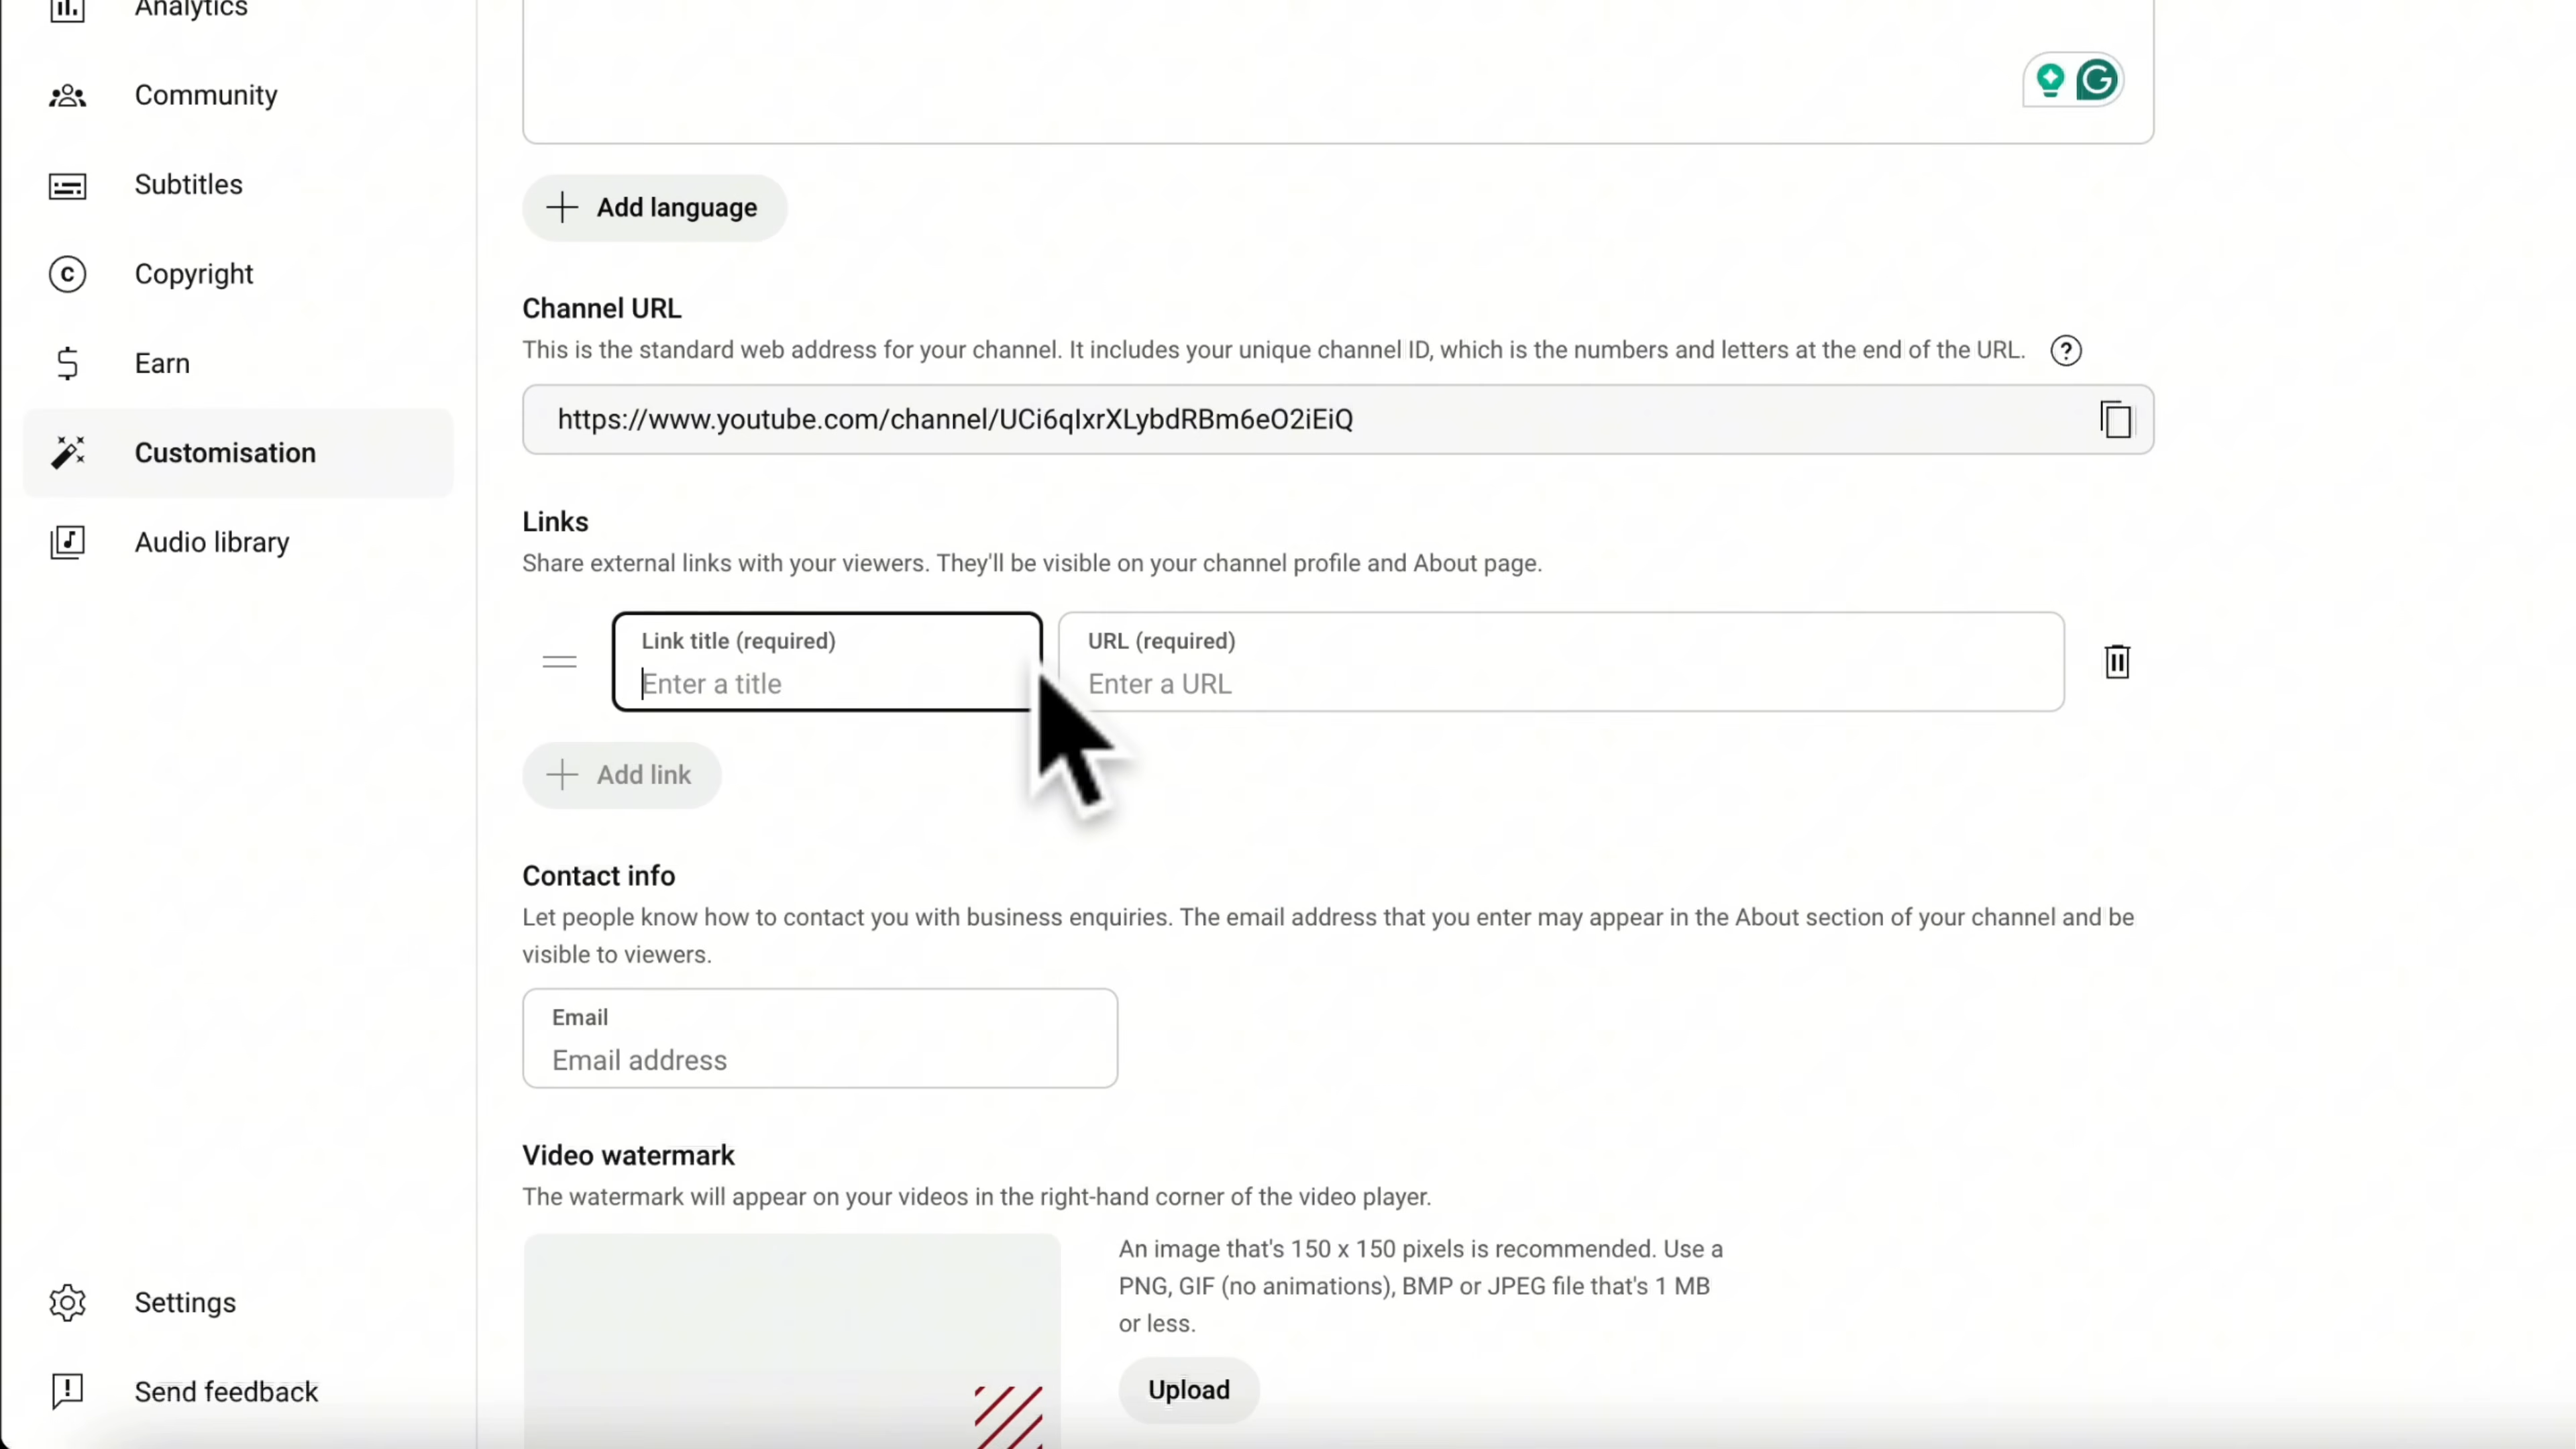 Analytics
Community
Subtitles
Copyright
Earn
Customisation
Audio library
Settings
Send feedback
Add language
Channel URL
This is the standard web address for your channel. It includes your unique channel ID, which is the numbers and letters at the end of the URL.
https://www.youtube.com/channel/UCi6qIxrXLybdRBm6eO2iEiQ
Links
Share external links with your viewers. They'll be visible on your channel profile and About page.
Link title (required)
Enter a title
URL (required)
Enter a URL
Add link
Contact info
Let people know how to contact you with business enquiries. The email address that you enter may appear in the About section of your channel and be
visible to viewers.
Email
Email address
Video watermark
The watermark will appear on your videos in the right-hand corner of the video player.
An image that's 150 x 150 pixels is recommended. Use a
PNG, GIF (no animations), BMP or JPEG file that's 1 MB
or less.
Upload